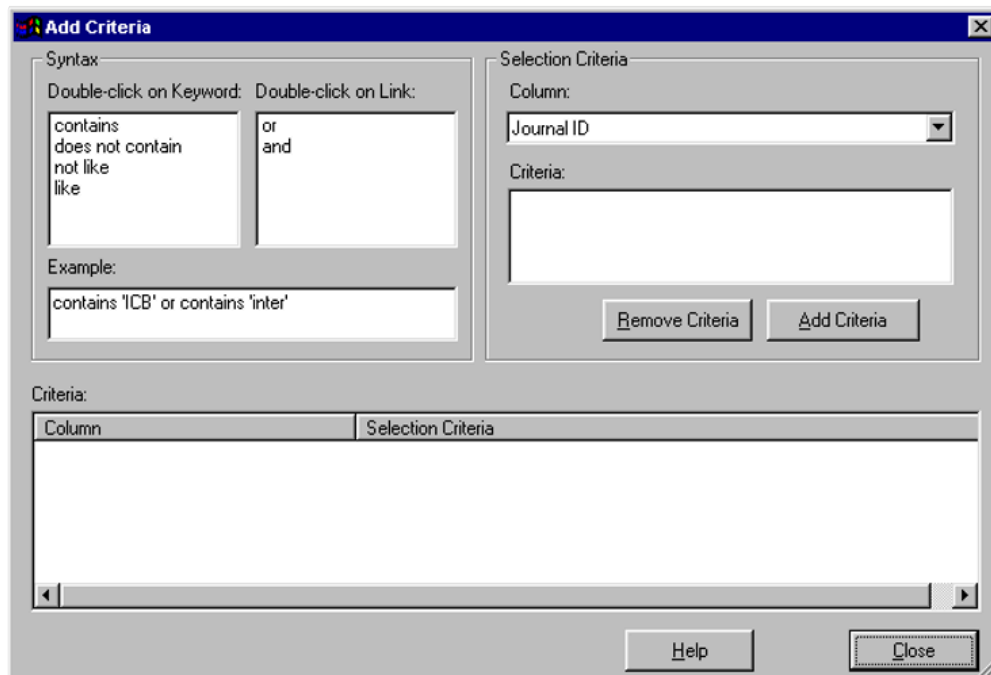 Add Criteria
Syntax
Double-click on Keyword:
contains
does not contain
not like
like
Double-click on Link:
or
and
Example:
contains 'ICB' or contains 'inter'
Selection Criteria
Column:
Journal ID
Criteria:
Remove Criteria
Add Criteria
Criteria:
Column
Selection Criteria
Help
Close